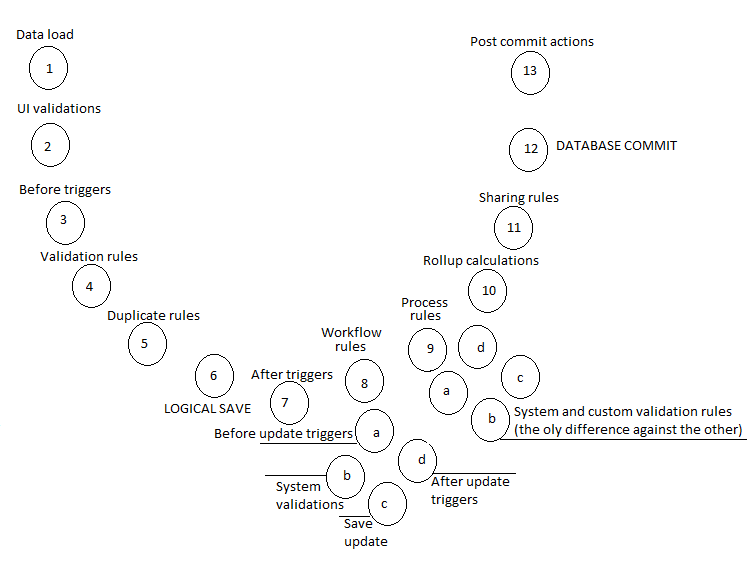 Data load
1
UI validations
2
Before triggers
3
Validation rules
4
Duplicate rules
5
6
LOGICAL SAVE
After triggers
7
Workflow
rules
8
Before update triggers
a
b
System
validations
c
Save
update
d
After update
triggers
Process
rules
9
a
b
System and custom validation rules
(the oly difference against the other)
c
d
Rollup calculations
10
Sharing rules
11
12
DATABASE COMMIT
Post commit actions
13